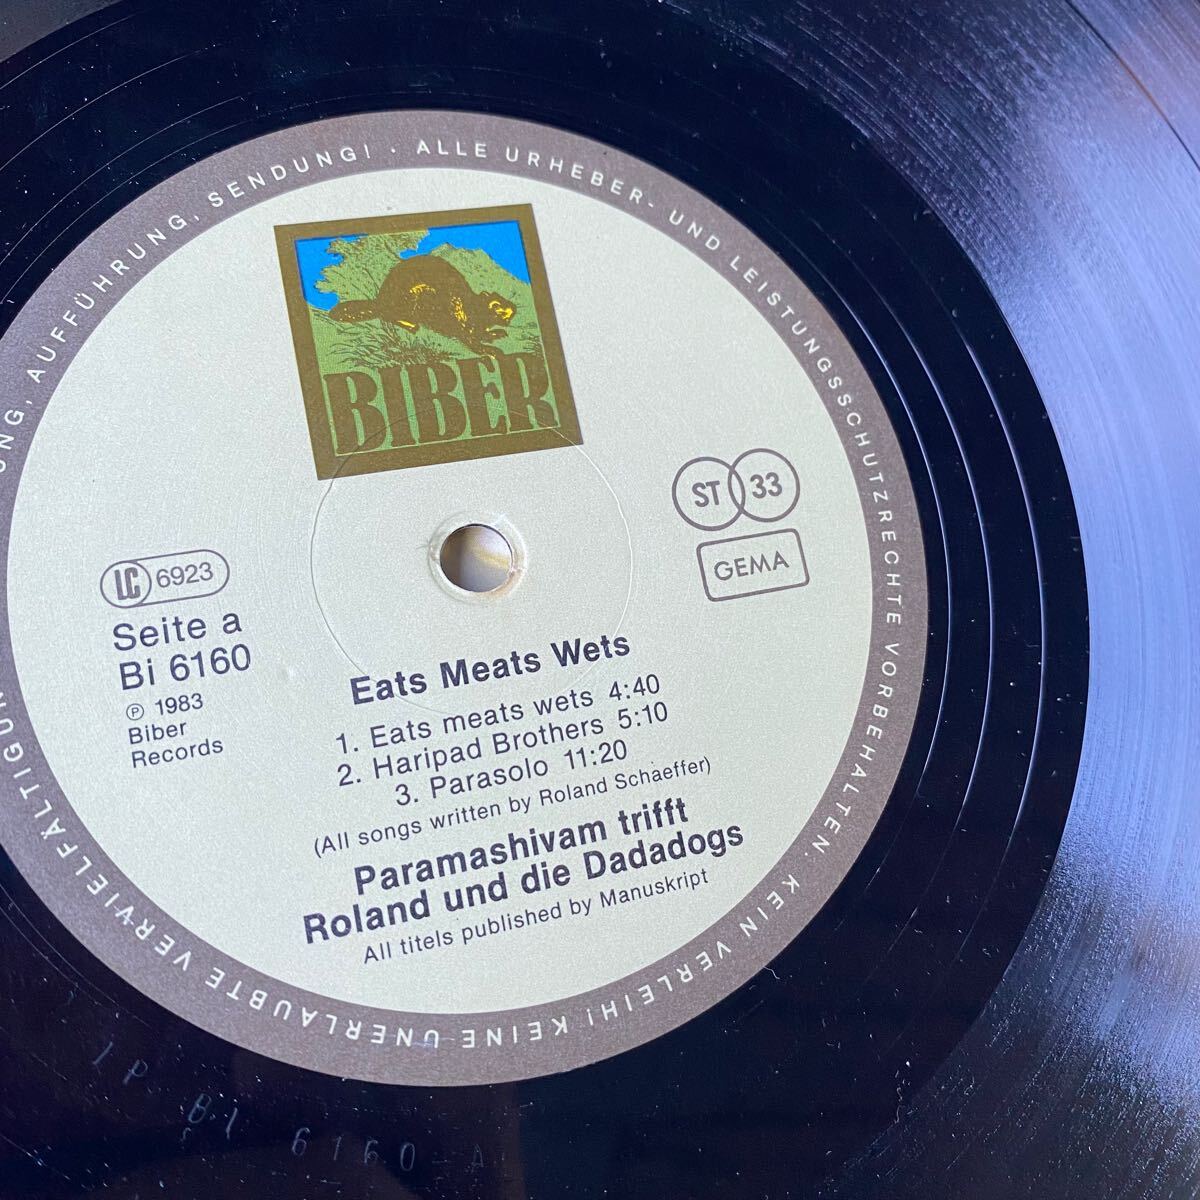 BIBER
ST 33
GEMA
LC 6923
Seite a
Bi 6160
Ⓟ 1983
Biber
Records
Eats Meats Wets
1. Eats meats wets 4:40
2. Haripad Brothers 5:10
3. Parasolo 11:20
(All songs written by Roland Schaeffer)
Paramashivam trifft
Roland und die Dadadogs
All titels published by Manuskript
ALLE URHEBER- UND LEISTUNGSSCHUTZRECHTE VORBEHALTEN! KEIN VERLEIH! KEINE UNERLAUBTE VERVIELFÄLTIGUN
UNG, AUFFÜHRUNG, SENDUNG! ·
LP BI 6160-A